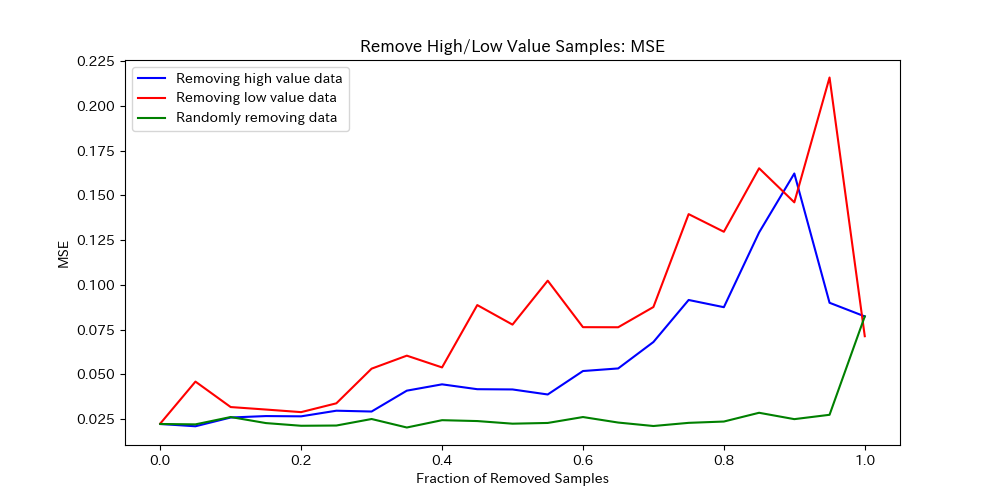 Remove High/Low Value Samples: MSE
0.225
0.200
0.175
0.150
0.125
0.100
0.075
0.050
0.025
MSE
Removing high value data
Removing low value data
Randomly removing data
0.0 0.2 0.4 0.6 0.8 1.0
Fraction of Removed Samples